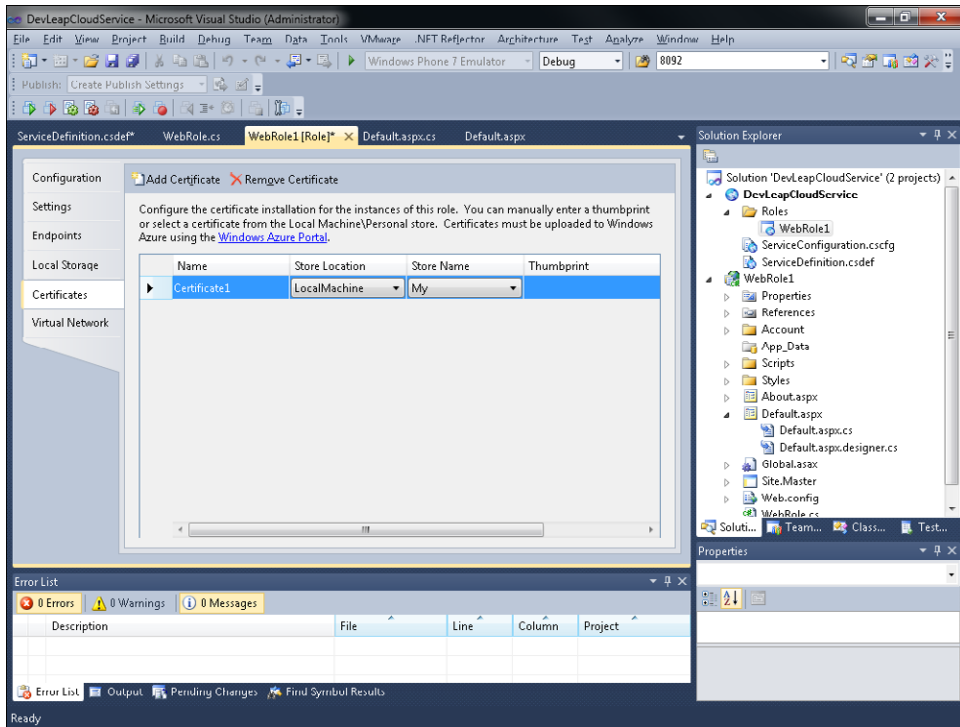 DevLeapCloudService - Microsoft Visual Studio (Administrator)
File Edit View Project Build Debug Team Data Tools VMware .NET Reflector Architecture Test Analyze Window Help
Windows Phone 7 Emulator Debug 8092
Publish: Create Publish Settings
ServiceDefinition.csdef* WebRole.cs WebRole1 [Role]* Default.aspx.cs Default.aspx
Configuration
Settings
Endpoints
Local Storage
Certificates
Virtual Network
Add Certificate Remove Certificate
Configure the certificate installation for the instances of this role. You can manually enter a thumbprint
or select a certificate from the Local Machine\Personal store. Certificates must be uploaded to Windows
Azure using the Windows Azure Portal.
Name Store Location Store Name Thumbprint
Certificate1 LocalMachine My
Solution Explorer
Solution 'DevLeapCloudService' (2 projects)
DevLeapCloudService
Roles
WebRole1
ServiceConfiguration.cscfg
ServiceDefinition.csdef
WebRole1
Properties
References
Account
App_Data
Scripts
Styles
About.aspx
Default.aspx
Default.aspx.cs
Default.aspx.designer.cs
Global.asax
Site.Master
Web.config
WebRole.cs
Soluti... Team... Class... Test...
Properties
Error List
0 Errors 0 Warnings 0 Messages
Description File Line Column Project
Error List Output Pending Changes Find Symbol Results
Ready